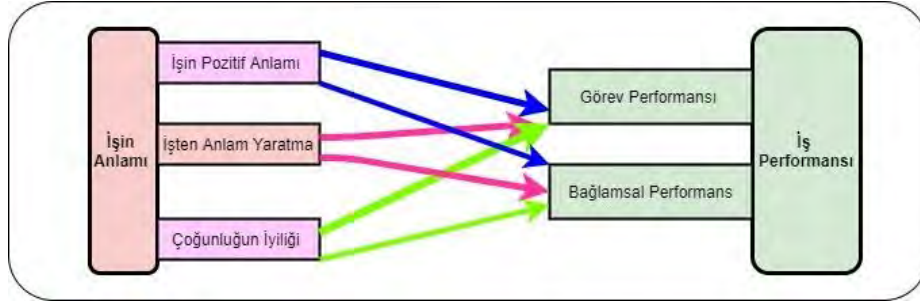 İşin
Anlamı
İşin Pozitif Anlamı
İşten Anlam Yaratma
Çoğunluğun İyiliği
Görev Performansı
Bağlamsal Performans
İş
Performansı